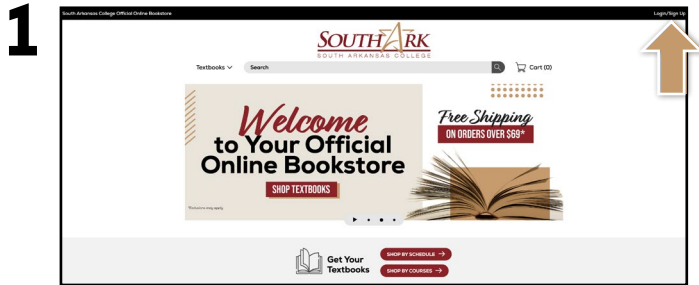 1
South Arkansas College Official Online Bookstore
Login/Sign Up
SOUTH ARK
SOUTH ARKANSAS COLLEGE
Textbooks
Search
Cart (0)
Welcome
to Your Official
Online Bookstore
SHOP TEXTBOOKS
Free Shipping
ON ORDERS OVER $69*
Get Your
Textbooks
SHOP BY SCHEDULE →
SHOP BY COURSES →